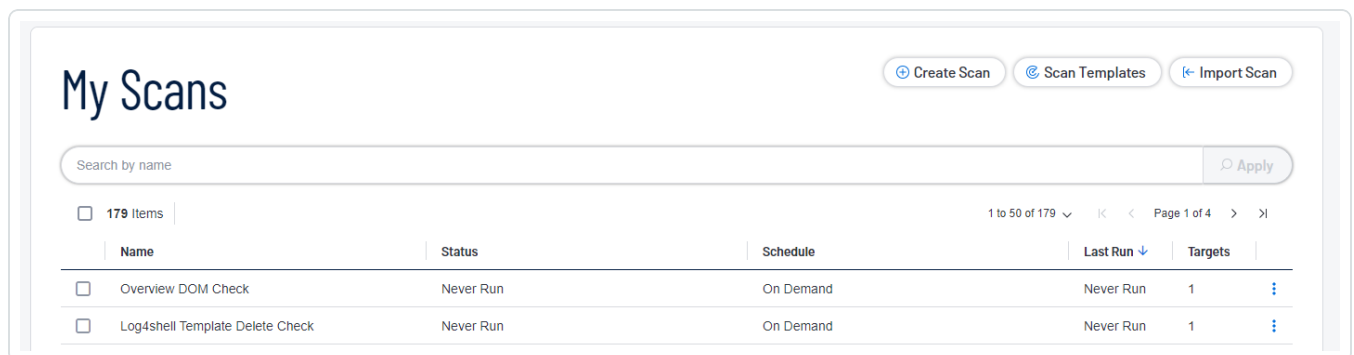 My Scans
Create Scan
Scan Templates
Import Scan
Search by name
Apply
179 Items
1 to 50 of 179
Page 1 of 4
Name Status Schedule Last Run Targets
Overview DOM Check Never Run On Demand Never Run 1
Log4shell Template Delete Check Never Run On Demand Never Run 1